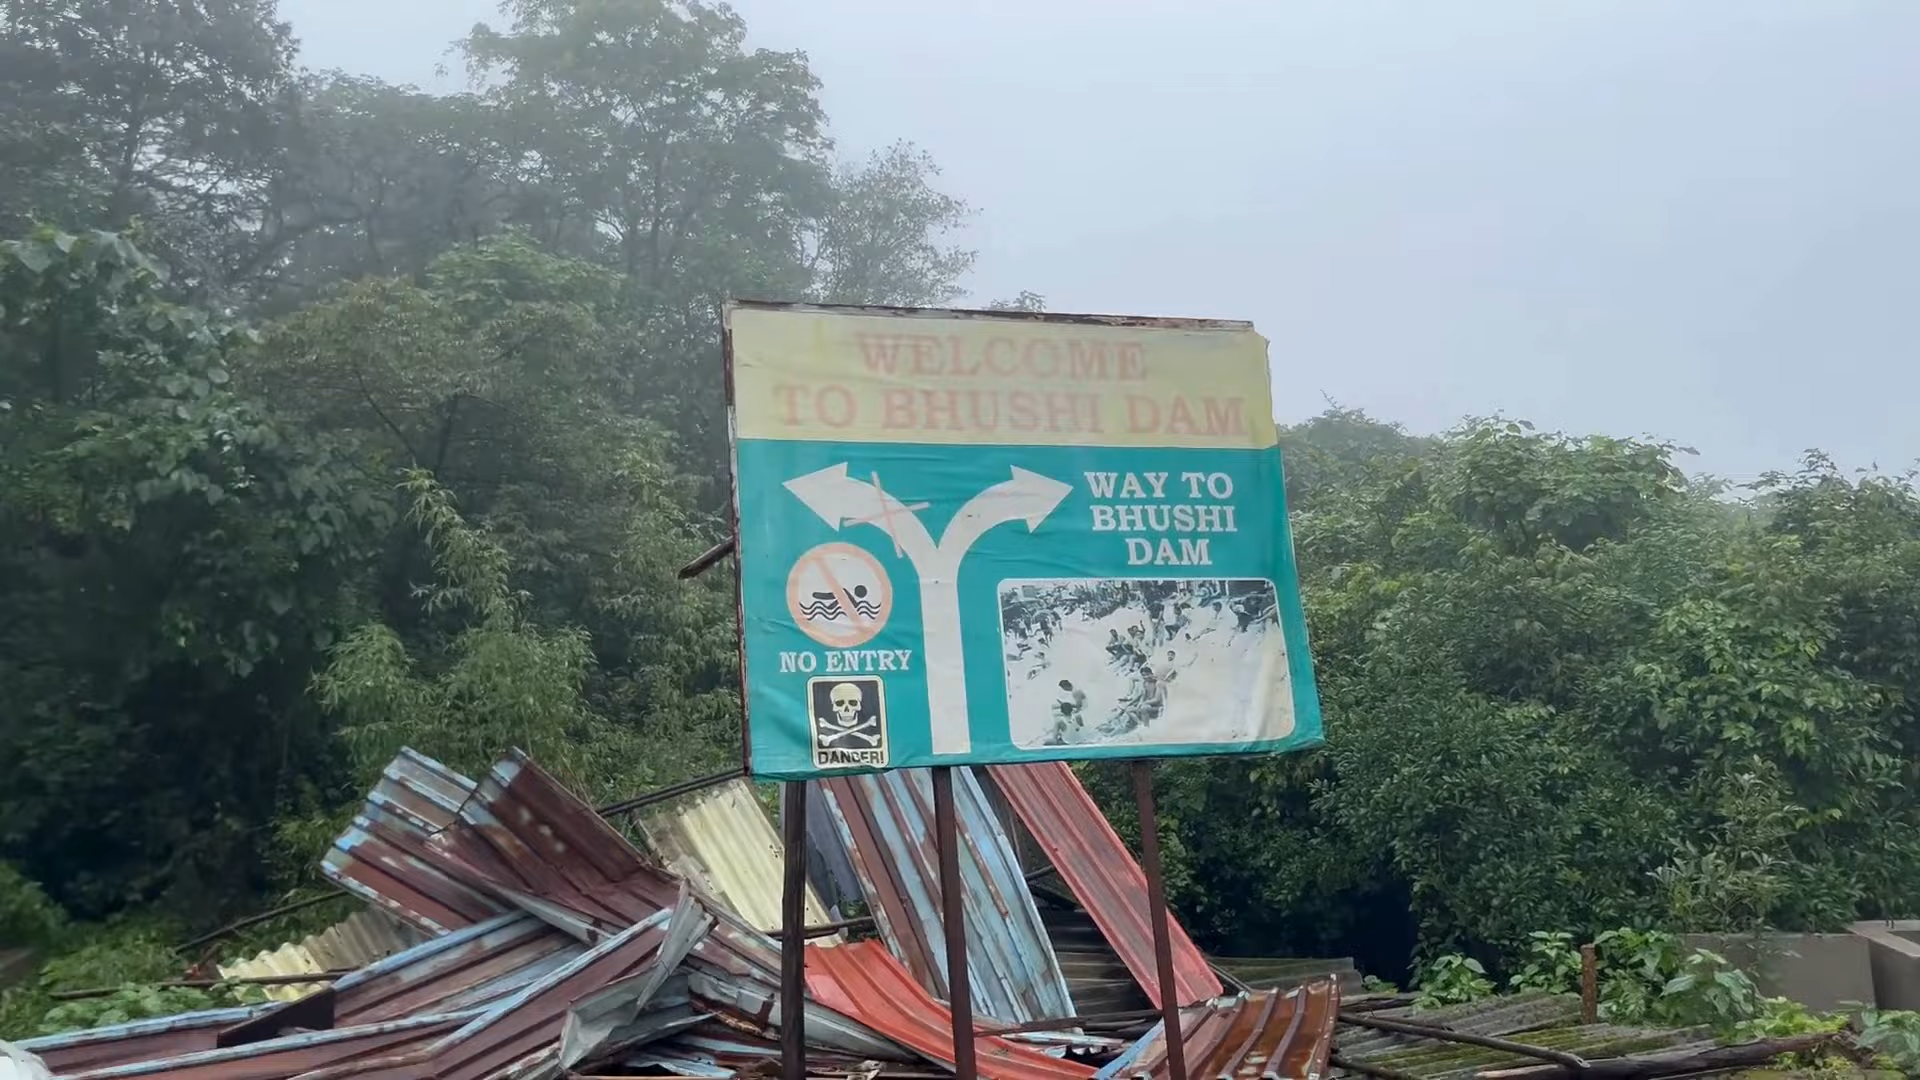 WELCOME
TO BHUSHI DAM
WAY TO
BHUSHI
DAM
NO ENTRY
DANGER!